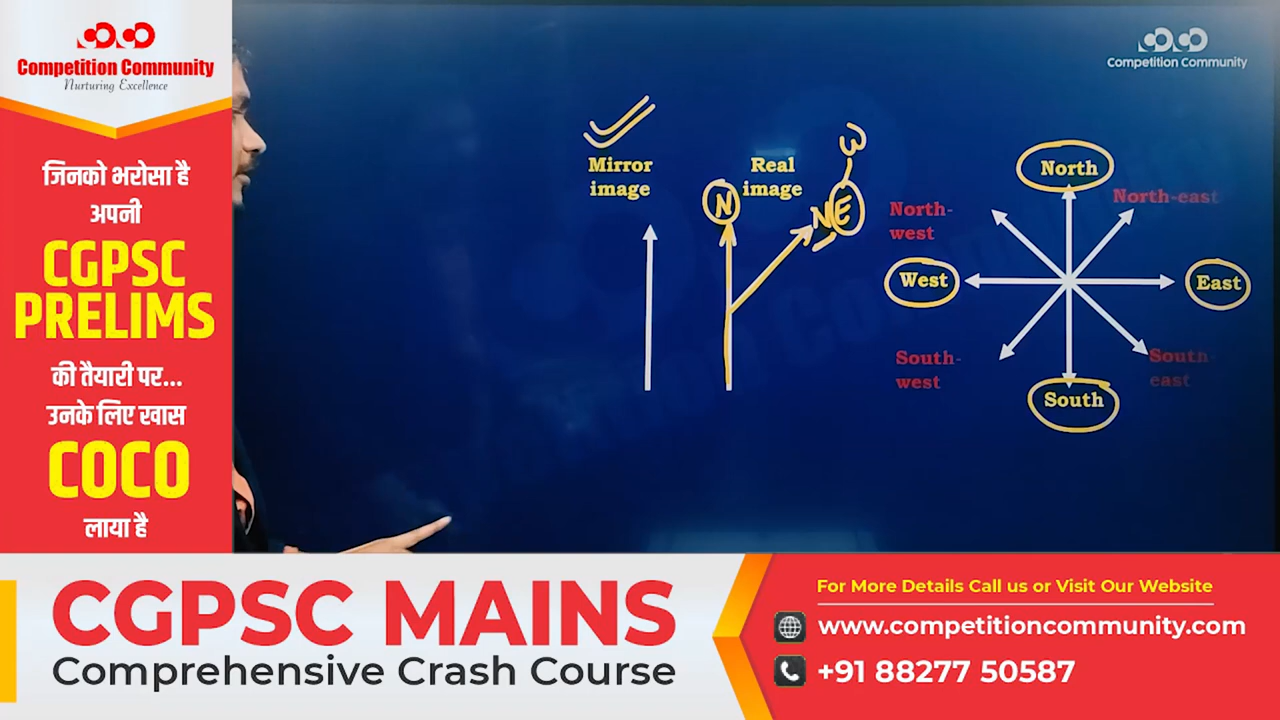 Competition Community
Nurturing Excellence
जिनको भरोसा है
अपनी
CGPSC
PRELIMS
की तैयारी पर...
उनके लिए खास
COCO
लाया है
Competition Community
Mirror
image
Real
image
N
NE
W
North
North-east
North-
west
West
East
South-
west
South-
east
South
CGPSC MAINS
Comprehensive Crash Course
For More Details Call us or Visit Our Website
www.competitioncommunity.com
+91 88277 50587